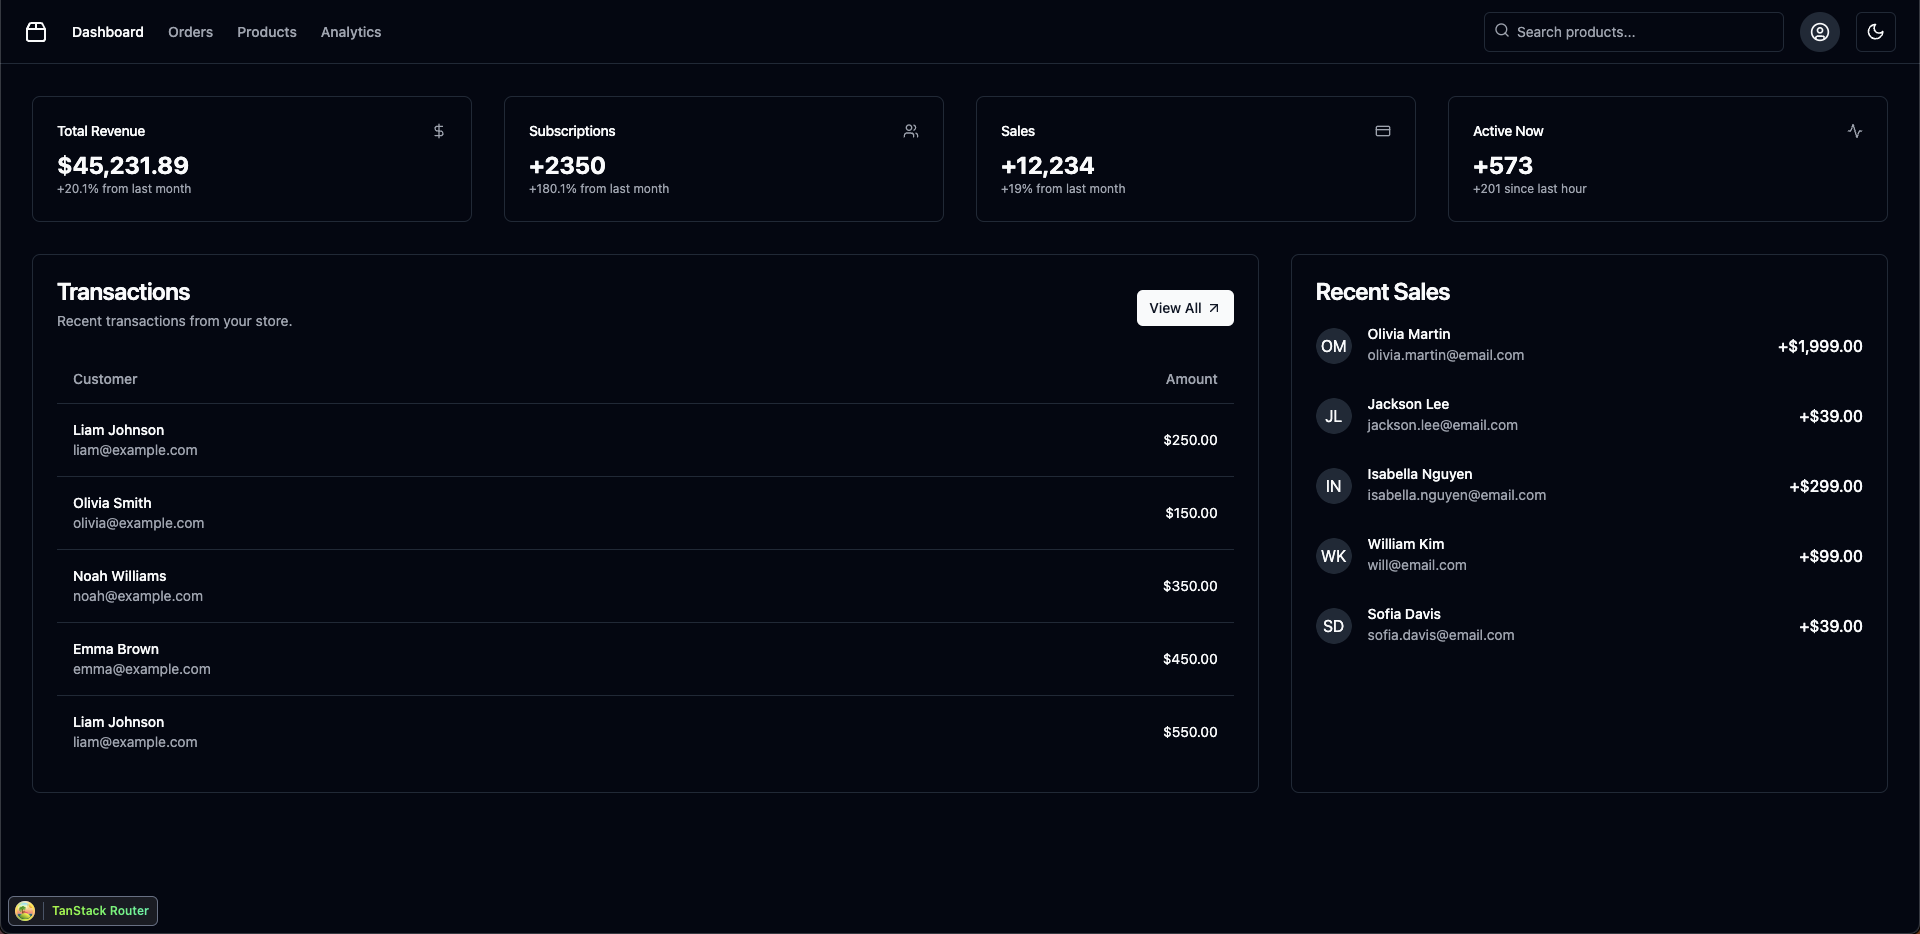 Dashboard Orders Products Analytics Search products...
Total Revenue
$45,231.89
+20.1% from last month
Subscriptions
+2350
+180.1% from last month
Sales
+12,234
+19% from last month
Active Now
+573
+201 since last hour
Transactions
Recent transactions from your store.
View All
Customer Amount
Liam Johnson
liam@example.com
$250.00
Olivia Smith
olivia@example.com
$150.00
Noah Williams
noah@example.com
$350.00
Emma Brown
emma@example.com
$450.00
Liam Johnson
liam@example.com
$550.00
Recent Sales
OM
Olivia Martin
olivia.martin@email.com
+$1,999.00
JL
Jackson Lee
jackson.lee@email.com
+$39.00
IN
Isabella Nguyen
isabella.nguyen@email.com
+$299.00
WK
William Kim
will@email.com
+$99.00
SD
Sofia Davis
sofia.davis@email.com
+$39.00
TanStack Router